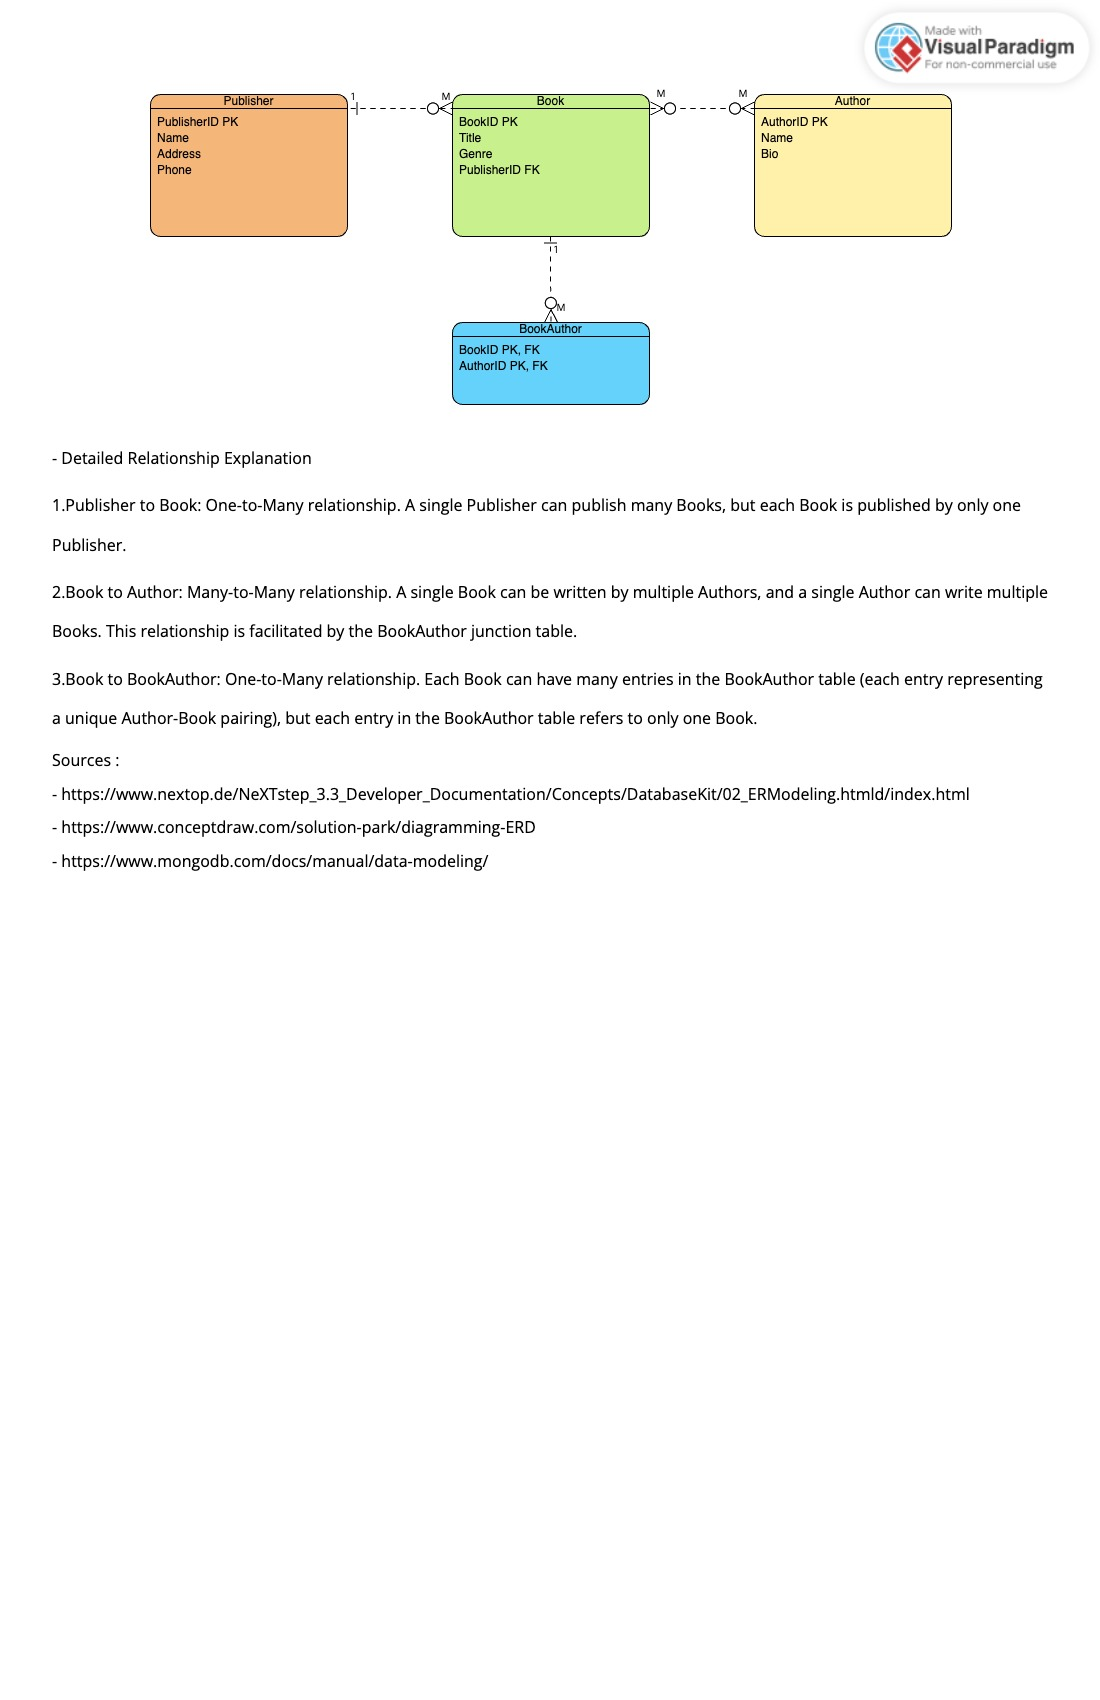 Made with
Visual Paradigm
For non-commercial use
Publisher
PublisherID PK
Name
Address
Phone
1
M
Book
BookID PK
Title
Genre
PublisherID FK
M
M
Author
AuthorID PK
Name
Bio
1
M
BookAuthor
BookID PK, FK
AuthorID PK, FK
- Detailed Relationship Explanation
1.Publisher to Book: One-to-Many relationship. A single Publisher can publish many Books, but each Book is published by only one
Publisher.
2.Book to Author: Many-to-Many relationship. A single Book can be written by multiple Authors, and a single Author can write multiple
Books. This relationship is facilitated by the BookAuthor junction table.
3.Book to BookAuthor: One-to-Many relationship. Each Book can have many entries in the BookAuthor table (each entry representing
a unique Author-Book pairing), but each entry in the BookAuthor table refers to only one Book.
Sources :
- https://www.nextop.de/NeXTstep_3.3_Developer_Documentation/Concepts/DatabaseKit/02_ERModeling.htmld/index.html
- https://www.conceptdraw.com/solution-park/diagramming-ERD
- https://www.mongodb.com/docs/manual/data-modeling/